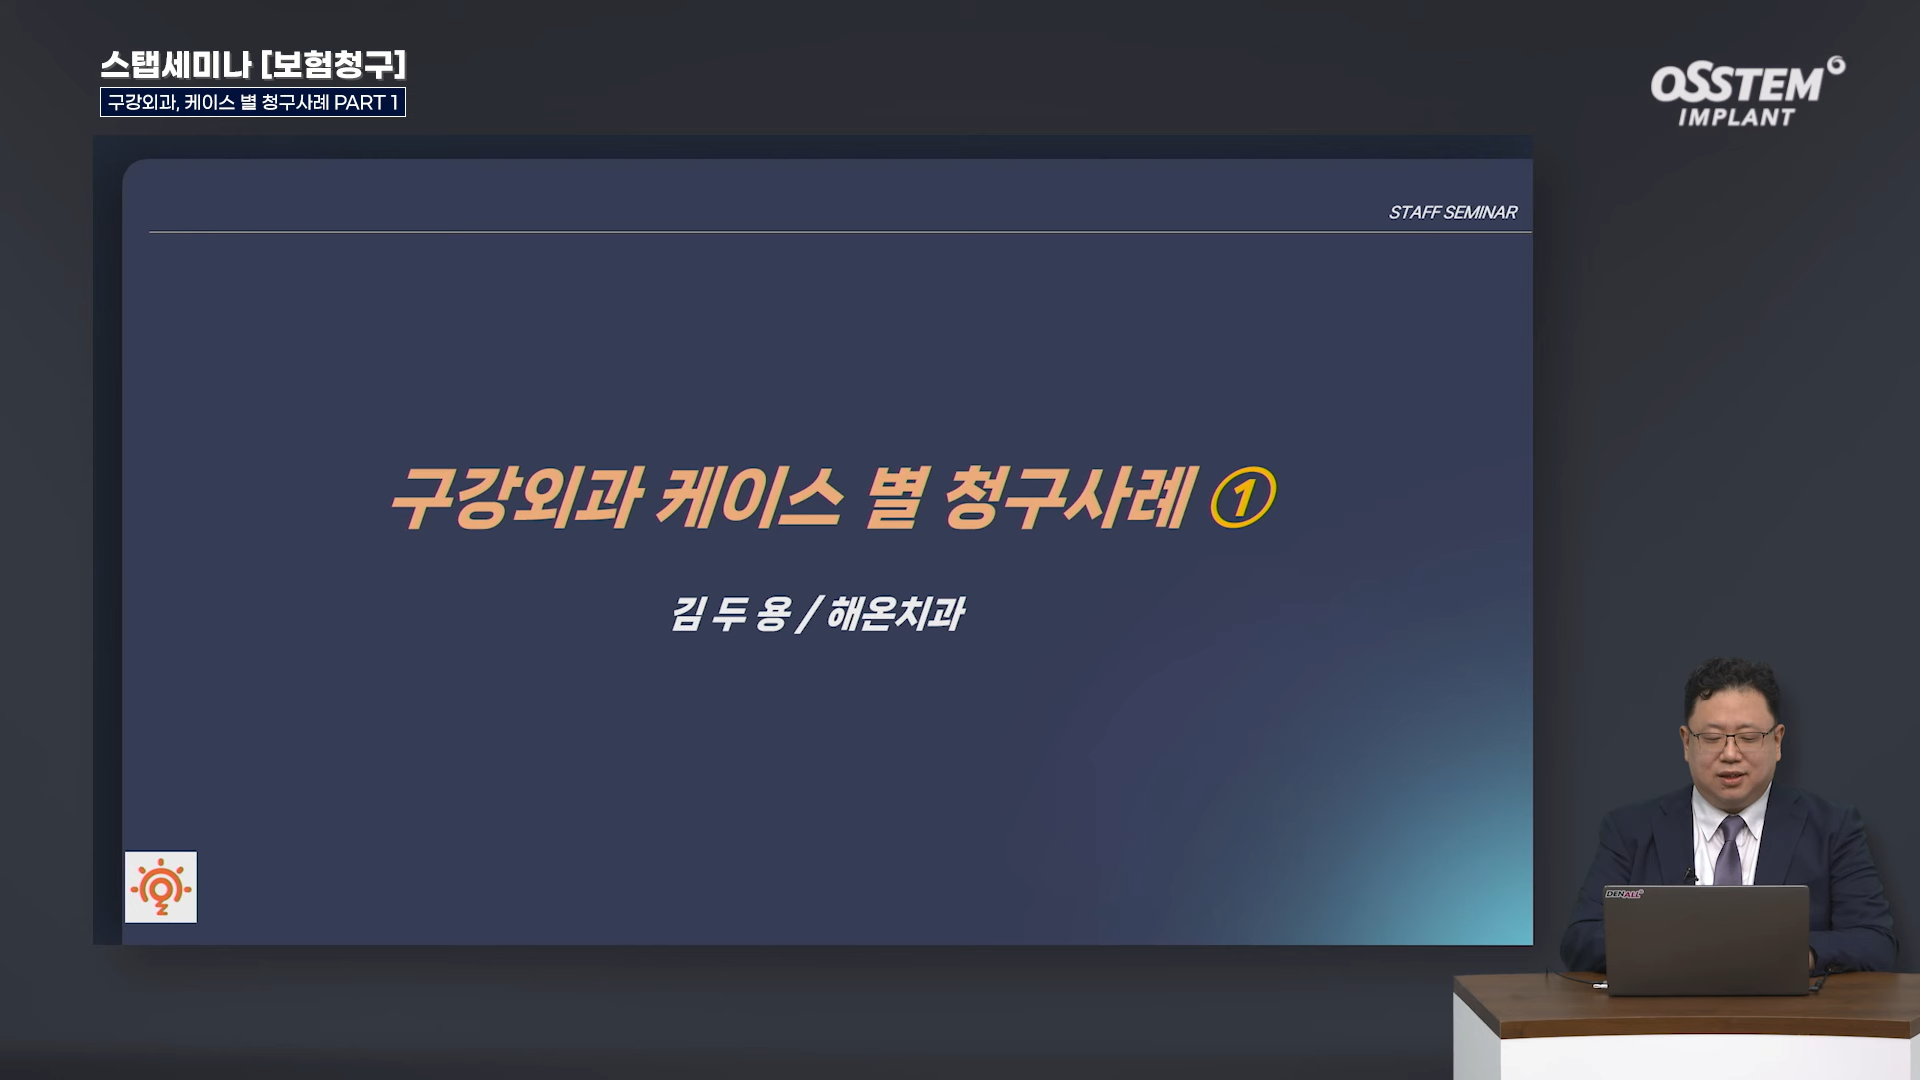 스탭세미나 [보험청구]
구강외과, 케이스 별 청구사례 PART 1
OSSTEM
IMPLANT
STAFF SEMINAR
구강외과 케이스 별 청구사례 ①
김 두 용 / 해온치과
DENALL